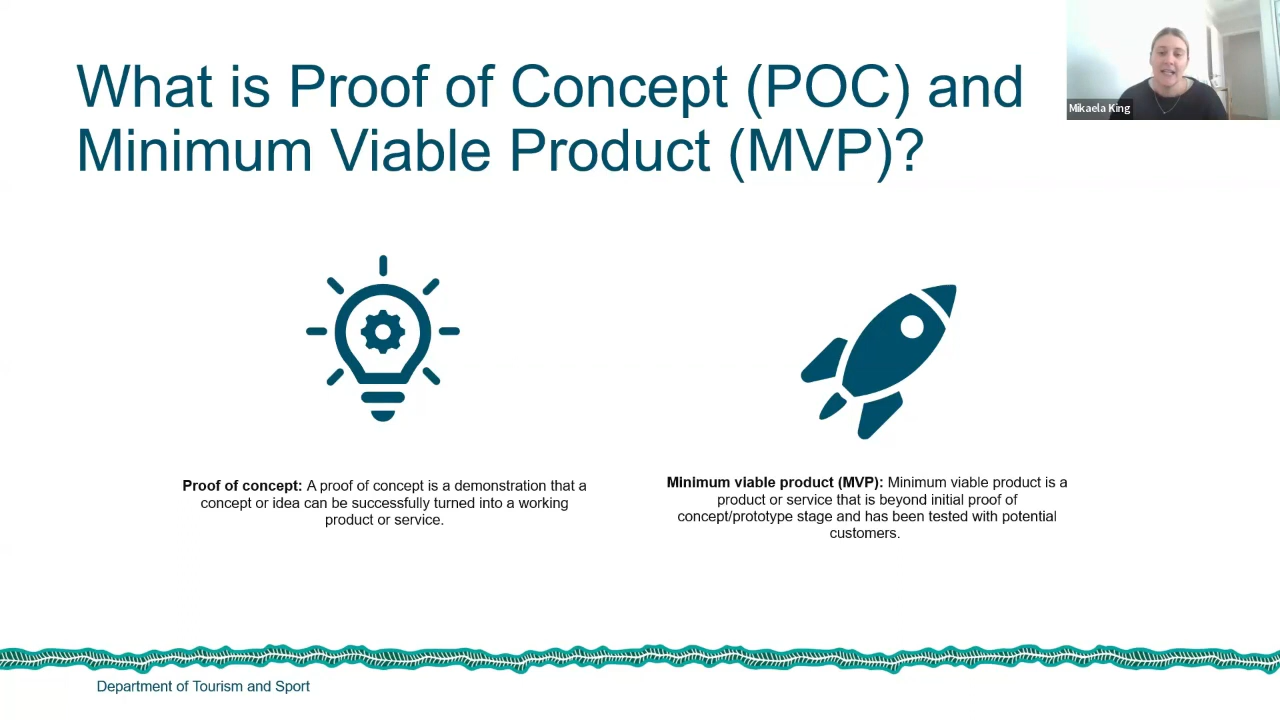 What is Proof of Concept (POC) and
Minimum Viable Product (MVP)?
Mikaela King
Proof of concept: A proof of concept is a demonstration that a
concept or idea can be successfully turned into a working
product or service.
Minimum viable product (MVP): Minimum viable product is a
product or service that is beyond initial proof of
concept/prototype stage and has been tested with potential
customers.
Department of Tourism and Sport